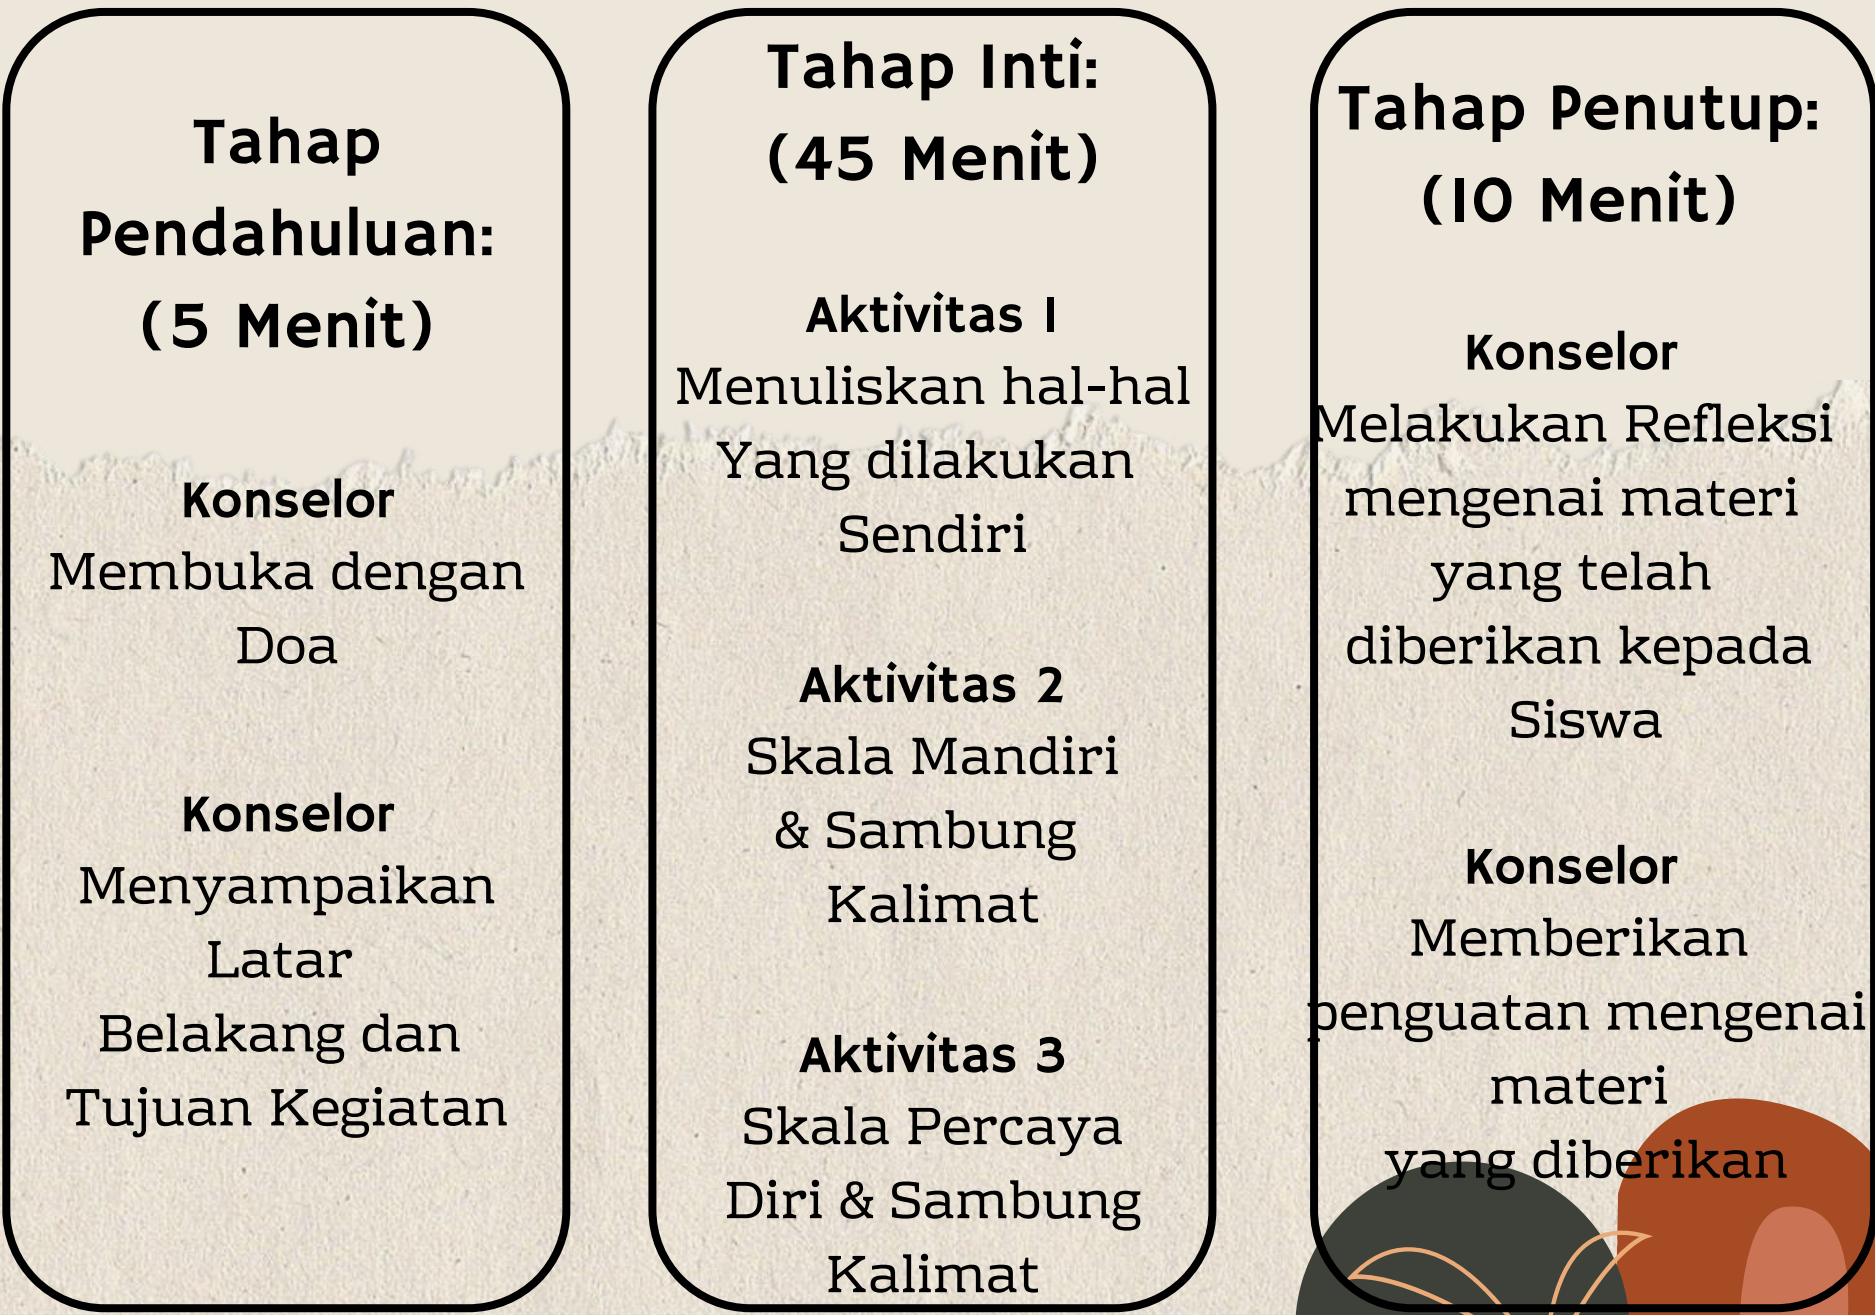 Tahap
Pendahuluan:
(5 Menit)
Konselor
Membuka dengan
Doa
Konselor
Menyampaikan
Latar
Belakang dan
Tujuan Kegiatan
Tahap Inti:
(45 Menit)
Aktivitas 1
Menuliskan hal-hal
Yang dilakukan
Sendiri
Aktivitas 2
Skala Mandiri
& Sambung
Kalimat
Aktivitas 3
Skala Percaya
Diri & Sambung
Kalimat
Tahap Penutup:
(10 Menit)
Konselor
Melakukan Refleksi
mengenai materi
yang telah
diberikan kepada
Siswa
Konselor
Memberikan
penguatan mengenai
materi
yang diberikan